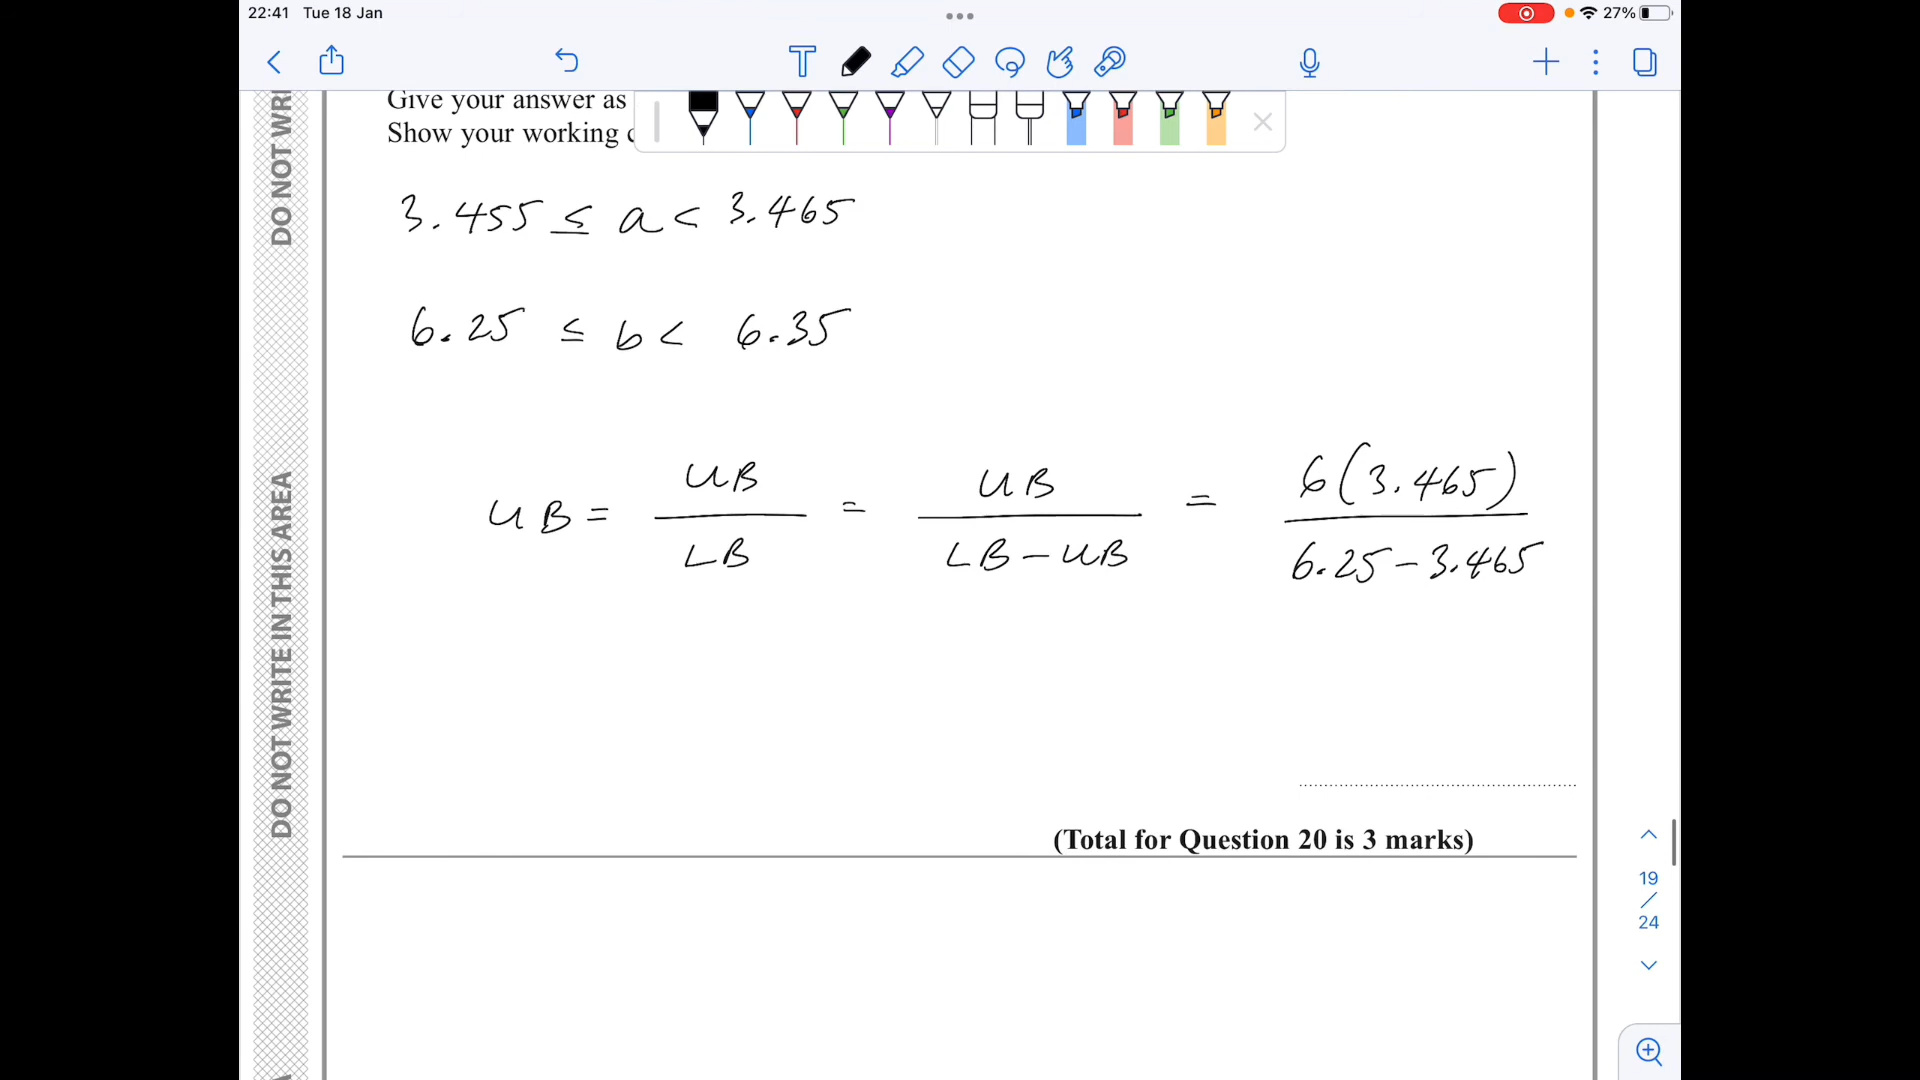 22:41 Tue 18 Jan
27%
Give your answer as
Show your working
3.455 ≤ a < 3.465
6.25 ≤ b < 6.35
UB = UB/LB = UB/(LB - UB) = 6(3.465)/(6.25 - 3.465)
(Total for Question 20 is 3 marks)
DO NOT WRI
DO NOT WRITE IN THIS AREA
19
/
24